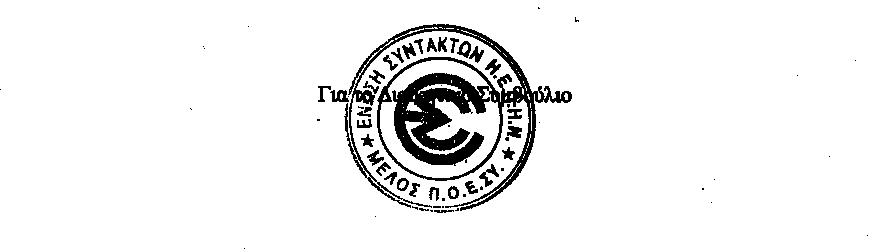 Για το Διοικητικό Συμβούλιο
ΕΝΩΣΗ ΣΥΝΤΑΚΤΩΝ Η.Ε. -Η.Ν.
★ ΜΕΛΟΣ Π.Ο.Ε.ΣΥ. ★